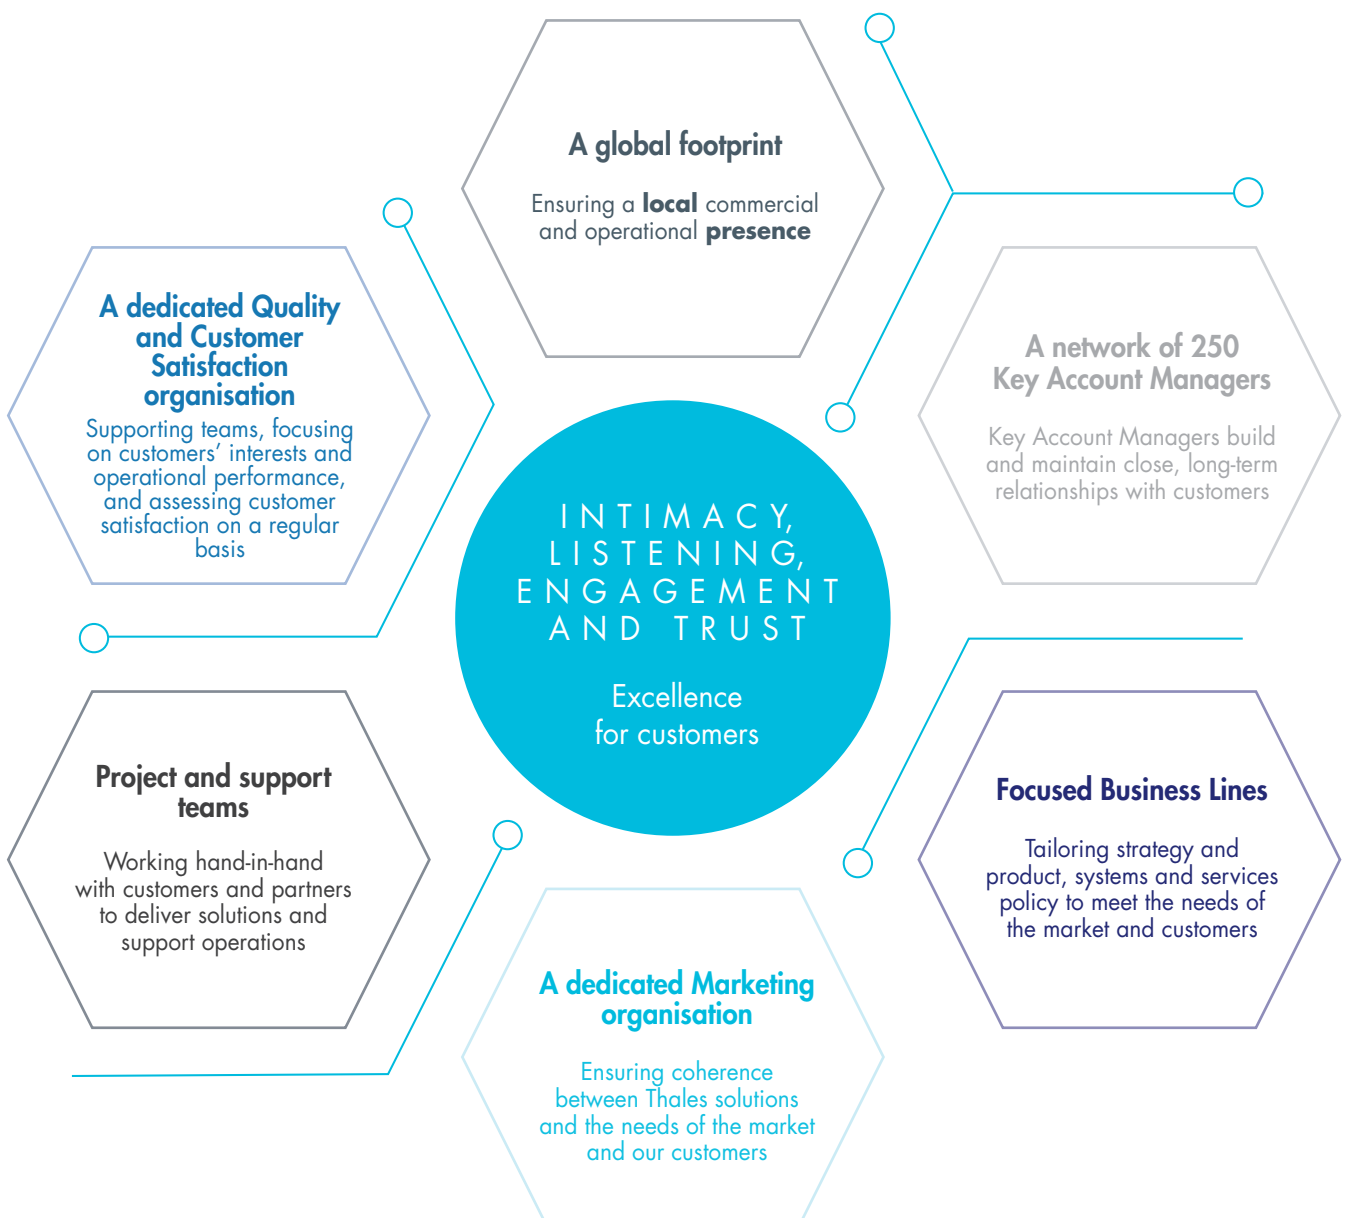 A global footprint
Ensuring a local commercial
and operational presence
A dedicated Quality
and Customer
Satisfaction
organisation
Supporting teams, focusing
on customers’ interests and
operational performance,
and assessing customer
satisfaction on a regular
basis
A network of 250
Key Account Managers
Key Account Managers build
and maintain close, long-term
relationships with customers
INTIMACY,
LISTENING,
ENGAGEMENT
AND TRUST
Excellence
for customers
Project and support
teams
Working hand-in-hand
with customers and partners
to deliver solutions and
support operations
Focused Business Lines
Tailoring strategy and
product, systems and services
policy to meet the needs of
the market and customers
A dedicated Marketing
organisation
Ensuring coherence
between Thales solutions
and the needs of the market
and our customers